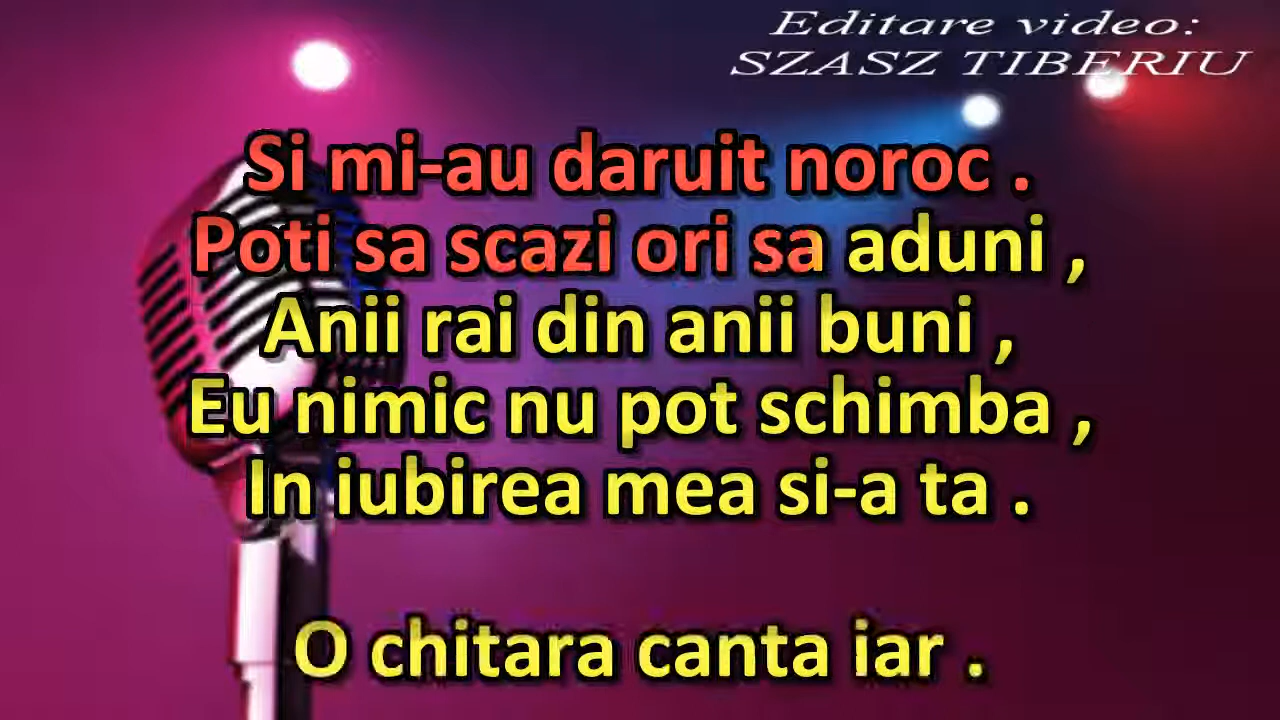 Editare video:
SZASZ TIBERIU
Si mi-au daruit noroc .
Poti sa scazi ori sa aduni ,
Anii rai din anii buni ,
Eu nimic nu pot schimba ,
In iubirea mea si-a ta .
O chitara canta iar .